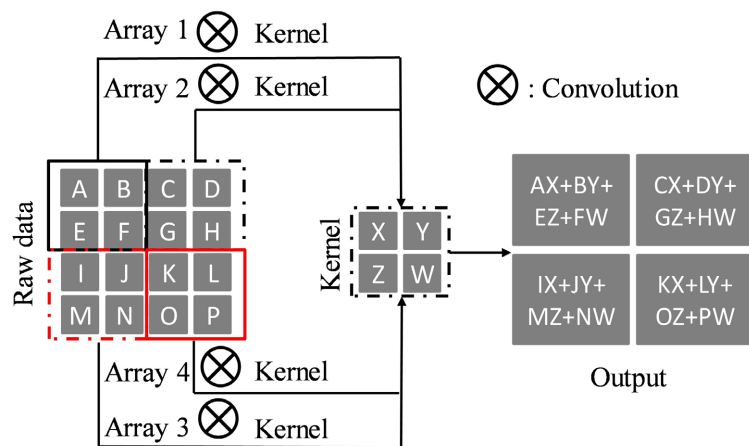 Array 1 ⊗ Kernel
Array 2 ⊗ Kernel
⊗ : Convolution
Raw data
A B C D
E F G H
I J K L
M N O P
Kernel
X Y
Z W
AX+BY+
EZ+FW
CX+DY+
GZ+HW
IX+JY+
MZ+NW
KX+LY+
OZ+PW
Output
Array 4 ⊗ Kernel
Array 3 ⊗ Kernel